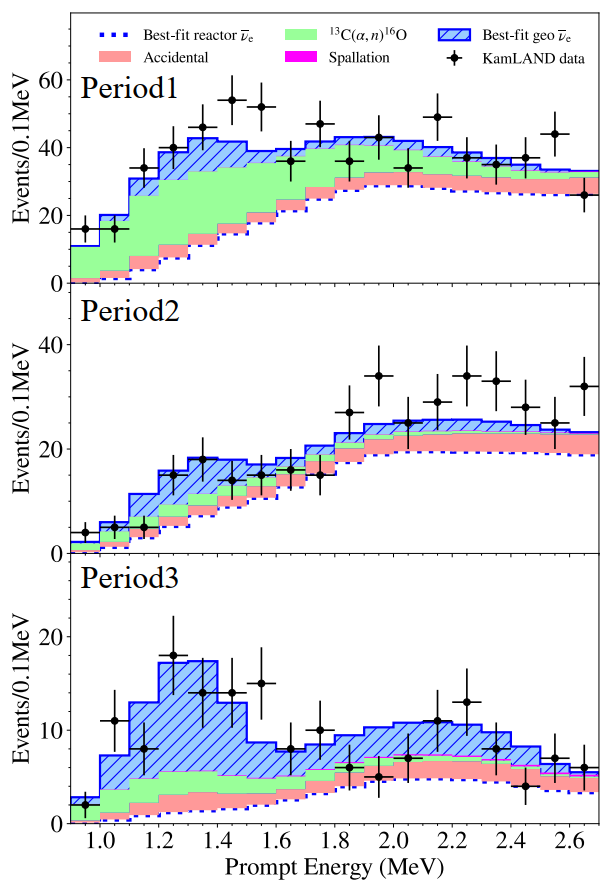 Best-fit reactor ν̅ₑ ¹³C(α, n)¹⁶O Best-fit geo ν̅ₑ
Accidental Spallation KamLAND data
Period1
Events/0.1MeV
60
40
20
0
Period2
Events/0.1MeV
40
20
0
Period3
Events/0.1MeV
20
10
0
1.0 1.2 1.4 1.6 1.8 2.0 2.2 2.4 2.6
Prompt Energy (MeV)